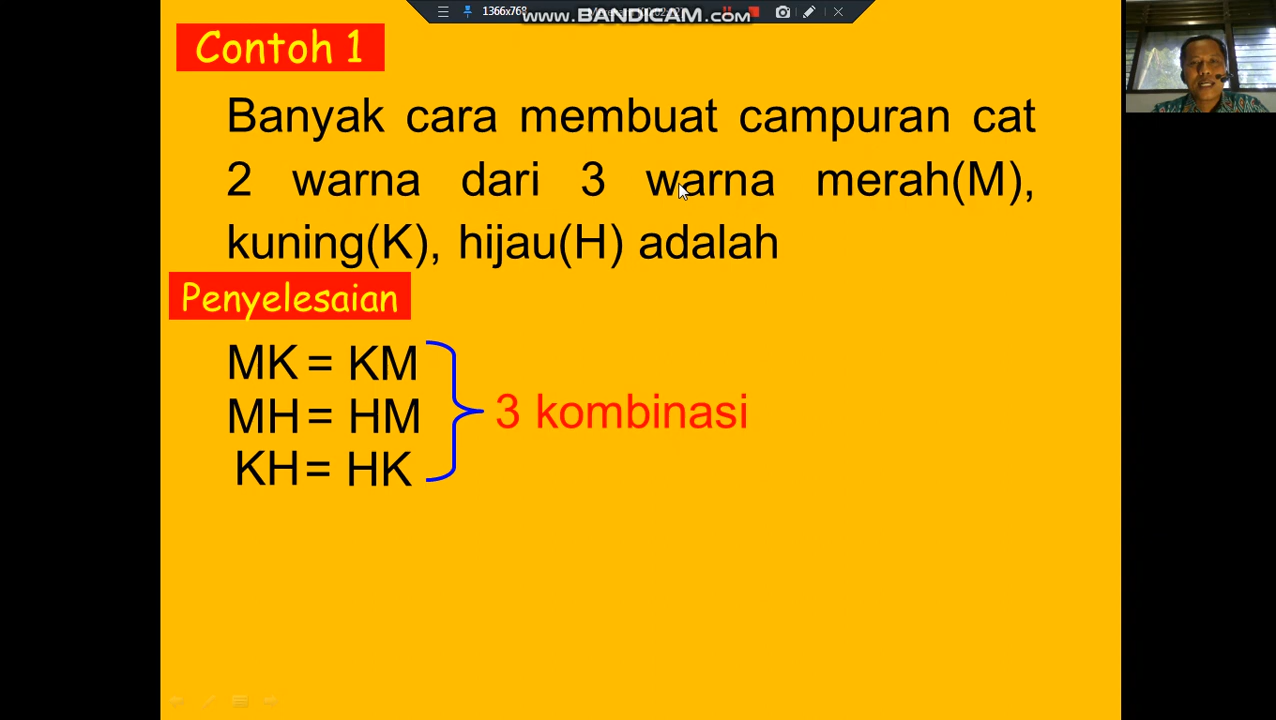 1366x768
www.BANDICAM.com
Contoh 1
Banyak cara membuat campuran cat
2 warna dari 3 warna merah(M),
kuning(K), hijau(H) adalah
Penyelesaian
MK = KM
MH = HM
KH = HK
3 kombinasi